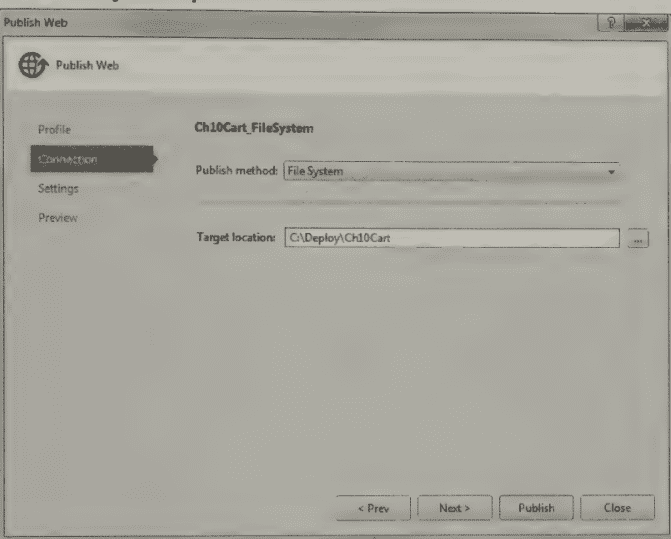 Publish Web
Publish Web
Profile
Connection
Settings
Preview
Ch10Cart_FileSystem
Publish method: File System
Target location: C:\Deploy\Ch10Cart
...
< Prev
Next >
Publish
Close